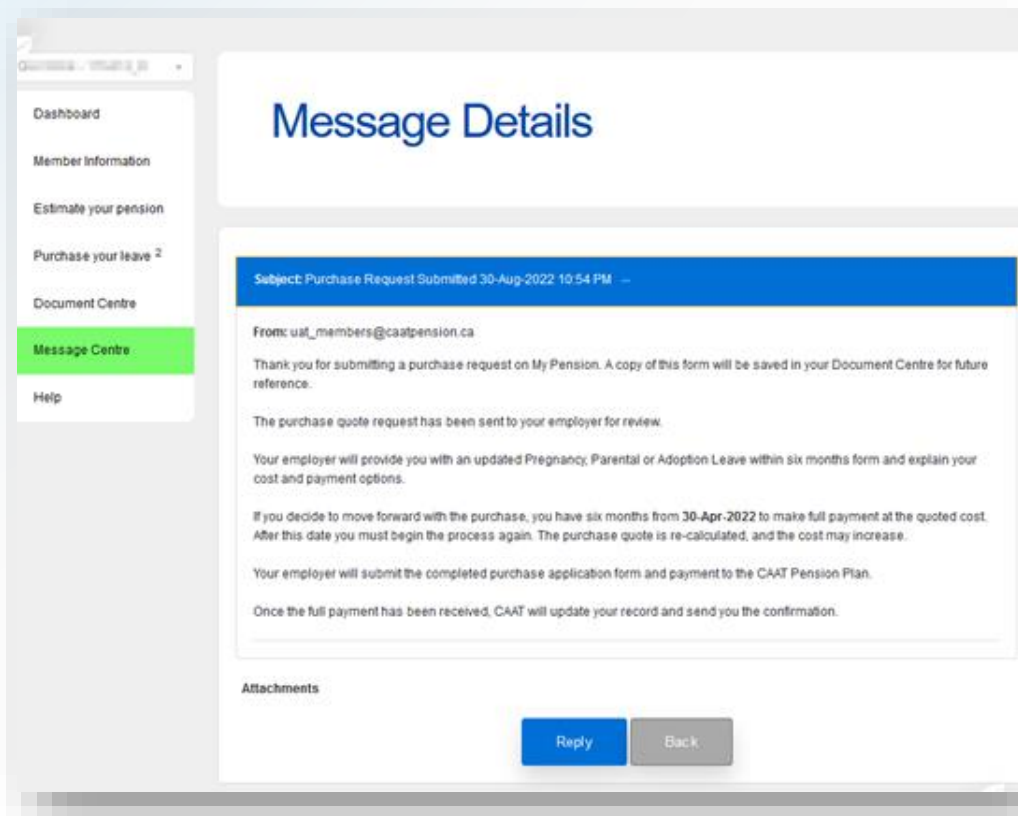 Message Details
Dashboard
Member Information
Estimate your pension
Purchase your leave 2
Document Centre
Message Centre
Help
Subject: Purchase Request Submitted 30-Aug-2022 10:54 PM --
From: uat_members@caatpension.ca
Thank you for submitting a purchase request on My Pension. A copy of this form will be saved in your Document Centre for future
reference.
The purchase quote request has been sent to your employer for review.
Your employer will provide you with an updated Pregnancy, Parental or Adoption Leave within six months form and explain your
cost and payment options.
If you decide to move forward with the purchase, you have six months from 30-Apr-2022 to make full payment at the quoted cost.
After this date you must begin the process again. The purchase quote is re-calculated, and the cost may increase.
Your employer will submit the completed purchase application form and payment to the CAAT Pension Plan.
Once the full payment has been received, CAAT will update your record and send you the confirmation.
Attachments
Reply
Back